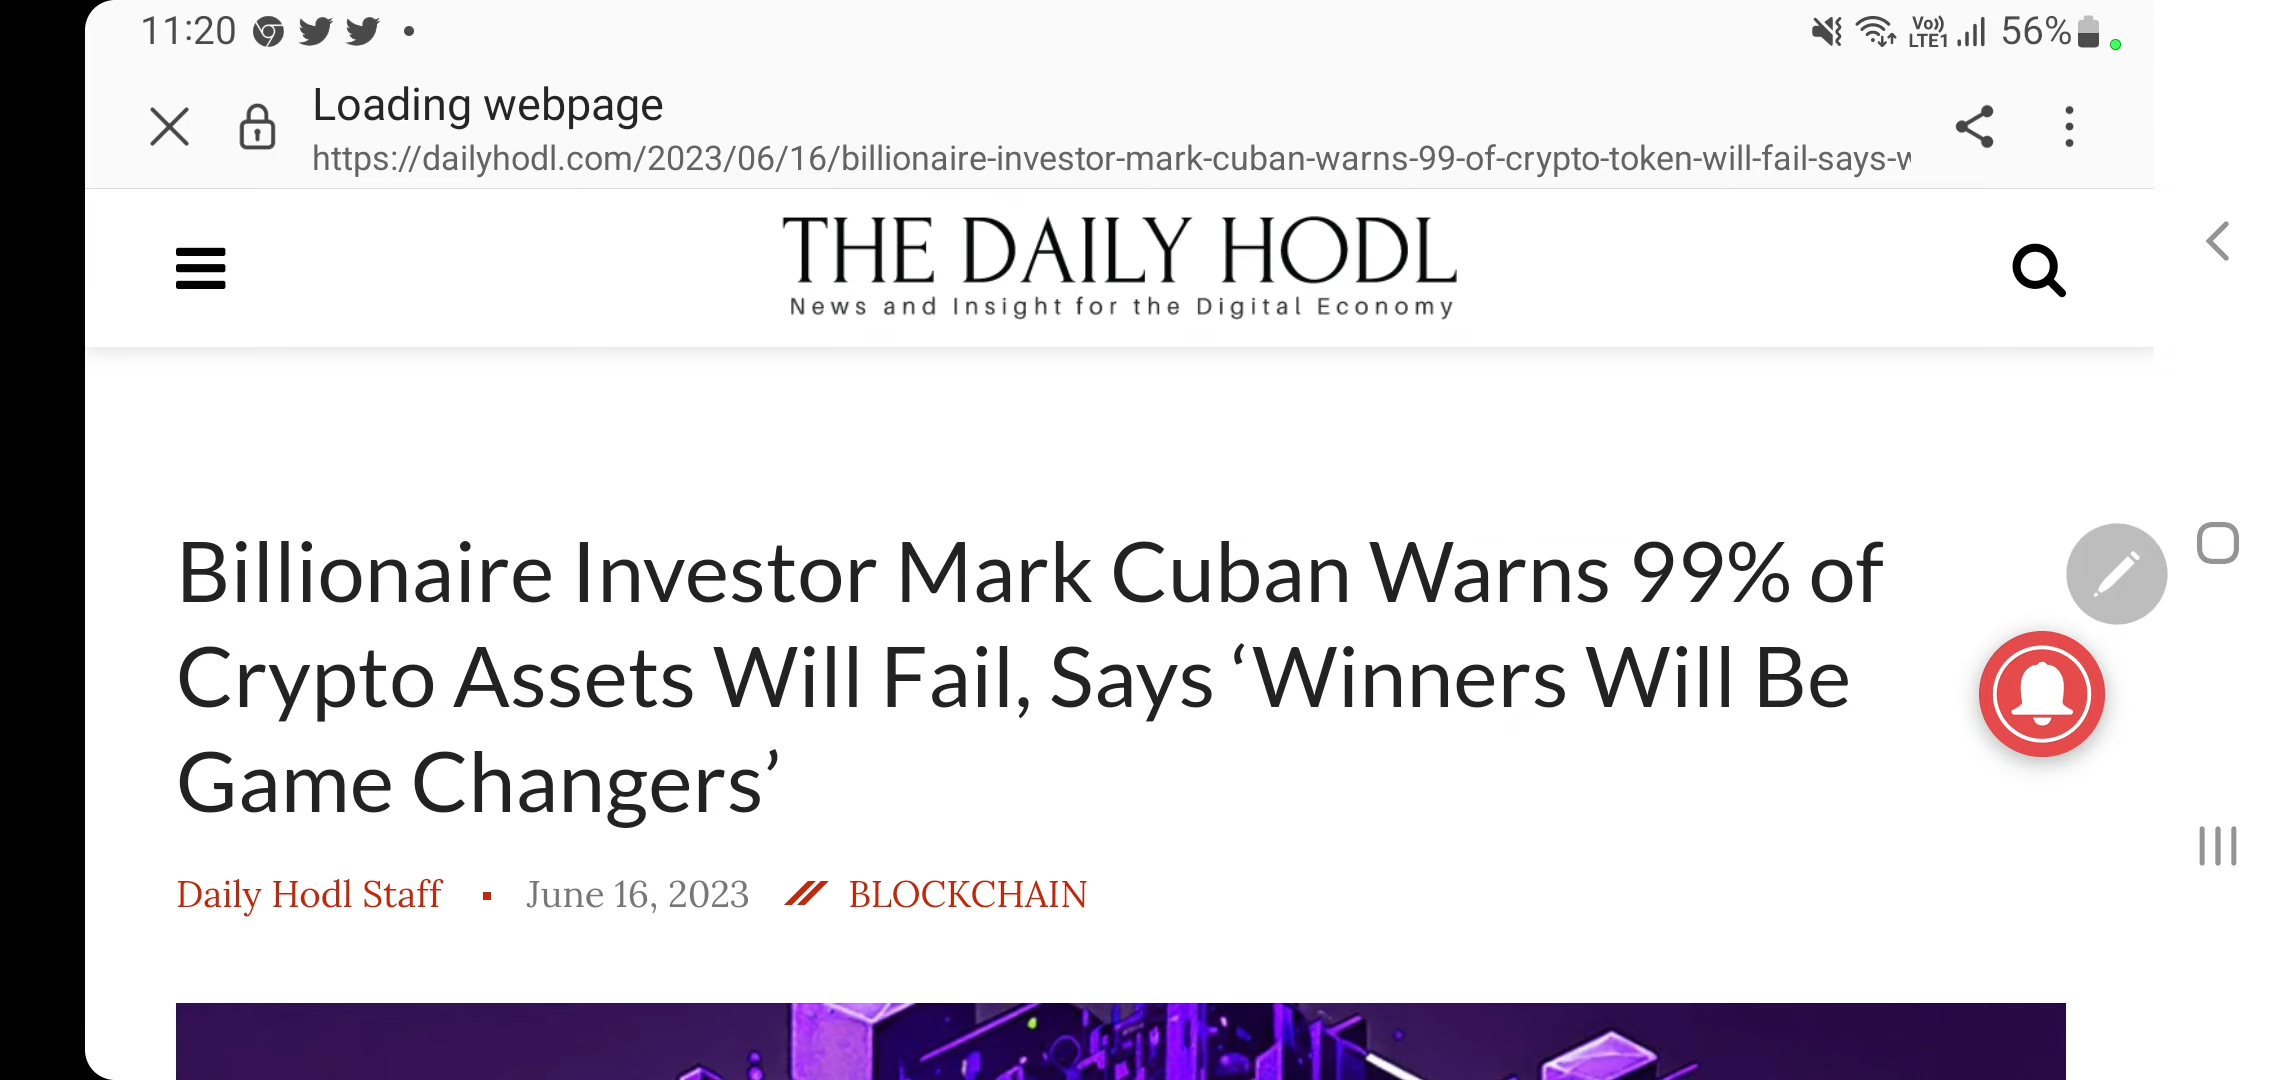 11:20
Vo))
LTE1
56%
Loading webpage
https://dailyhodl.com/2023/06/16/billionaire-investor-mark-cuban-warns-99-of-crypto-token-will-fail-says-w
THE DAILY HODL
News and Insight for the Digital Economy
Billionaire Investor Mark Cuban Warns 99% of
Crypto Assets Will Fail, Says ‘Winners Will Be
Game Changers’
Daily Hodl Staff ▪ June 16, 2023 // BLOCKCHAIN